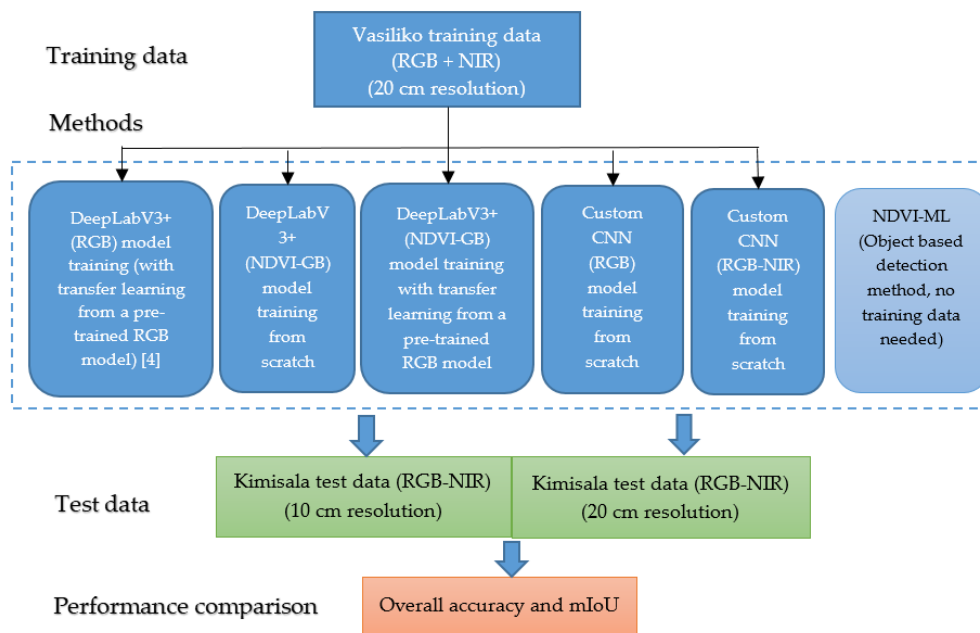 Training data
Vasiliko training data
(RGB + NIR)
(20 cm resolution)
Methods
DeepLabV3+
(RGB) model
training (with
transfer learning
from a pre-
trained RGB
model) [4]
DeepLabV
3+
(NDVI-GB)
model
training
from
scratch
DeepLabV3+
(NDVI-GB)
model training
with transfer
learning from a
pre-trained RGB
model
Custom
CNN
(RGB)
model
training
from
scratch
Custom
CNN
(RGB-NIR)
model
training
from
scratch
NDVI-ML
(Object based
detection
method, no
training data
needed)
Test data
Kimisala test data (RGB-NIR)
(10 cm resolution)
Kimisala test data (RGB-NIR)
(20 cm resolution)
Performance comparison
Overall accuracy and mIoU